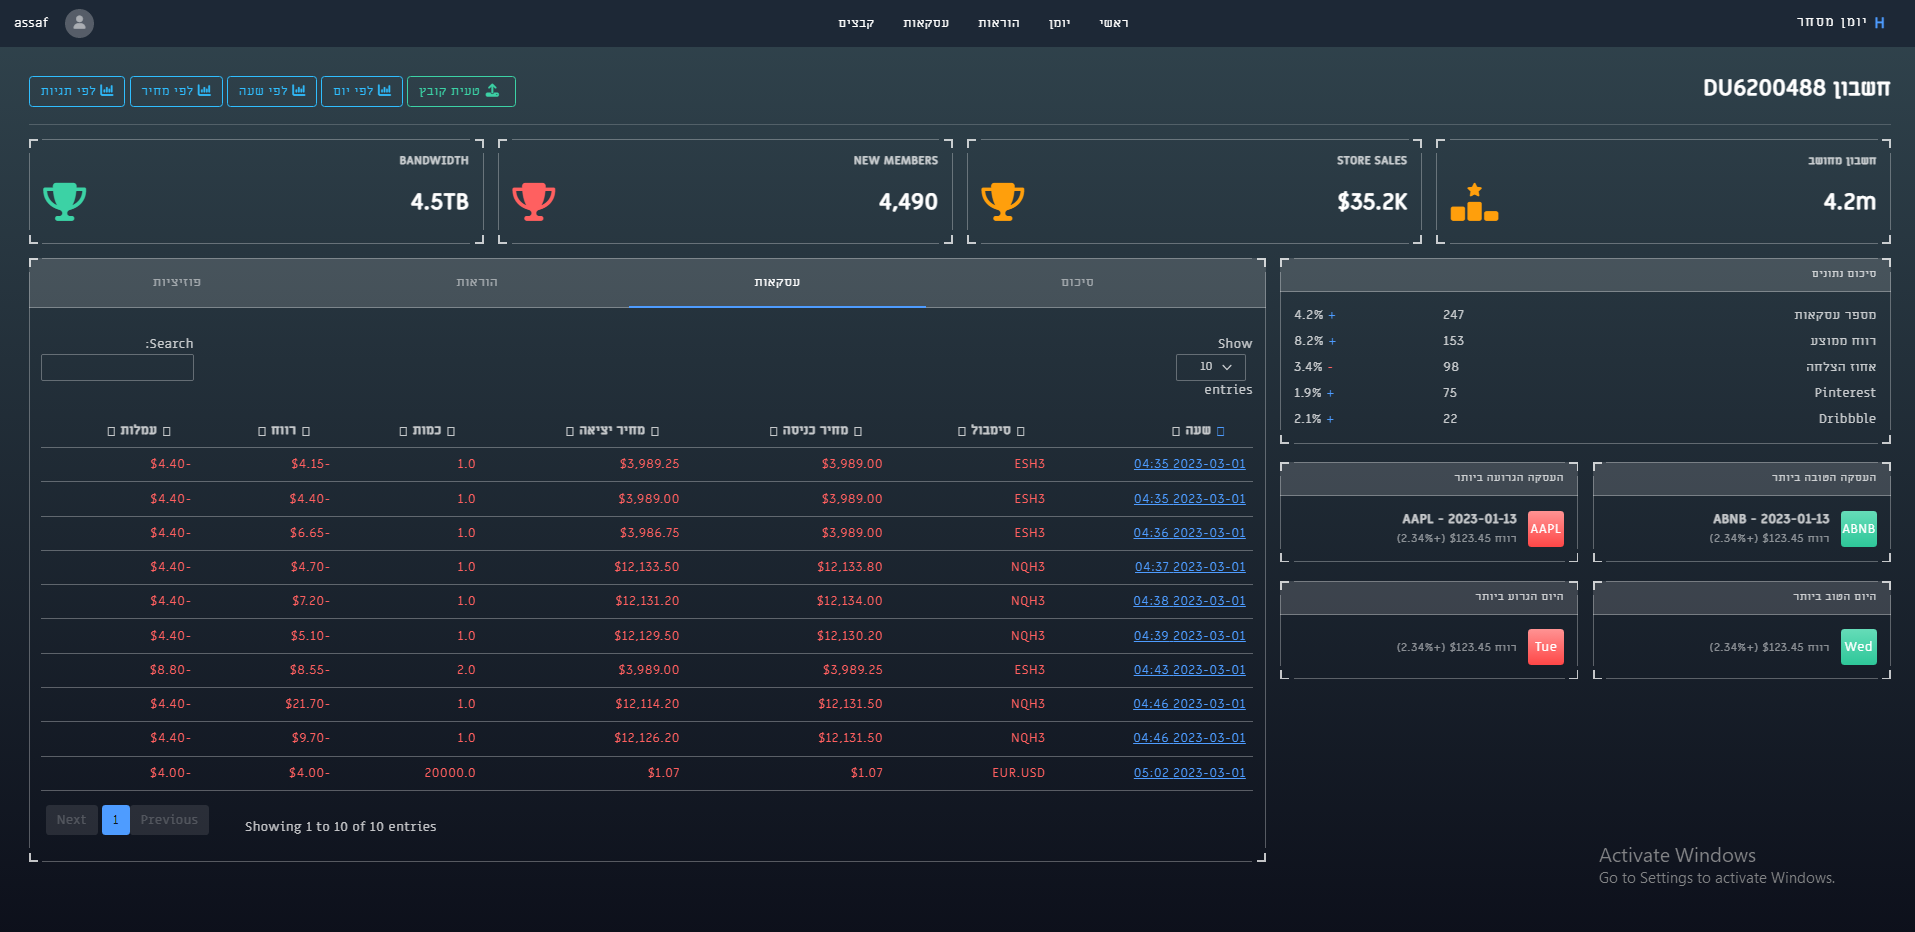 H יומן מסחר
ראשי
יומן
הוראות
עסקאות
קבצים
assaf
חשבון DU6200488
טעית קובץ
לפי יום
לפי שעה
לפי מחיר
לפי תגיות
חשבון מחושב
4.2m
STORE SALES
$35.2K
NEW MEMBERS
4,490
BANDWIDTH
4.5TB
סיכום נתונים
מספר עסקאות 247 4.2% +
רווח ממוצע 153 8.2% +
אחוז הצלחה 98 3.4% -
Pinterest 75 1.9% +
Dribbble 22 2.1% +
העסקה הטובה ביותר
ABNB
ABNB - 2023-01-13
רווח $123.45 (+2.34%)
העסקה הגרועה ביותר
AAPL
AAPL - 2023-01-13
רווח $123.45 (+2.34%)
היום הטוב ביותר
Wed
רווח $123.45 (+2.34%)
היום הגרוע ביותר
Tue
רווח $123.45 (+2.34%)
סיכום
עסקאות
הוראות
פוזיציות
Show
10
entries
:Search
שעה סימבול מחיר כניסה מחיר יציאה כמות רווח עמלות
04:35 2023-03-01 ESH3 $3,989.00 $3,989.25 1.0 $4.15- $4.40-
04:35 2023-03-01 ESH3 $3,989.00 $3,989.00 1.0 $4.40- $4.40-
04:36 2023-03-01 ESH3 $3,989.00 $3,986.75 1.0 $6.65- $4.40-
04:37 2023-03-01 NQH3 $12,133.80 $12,133.50 1.0 $4.70- $4.40-
04:38 2023-03-01 NQH3 $12,134.00 $12,131.20 1.0 $7.20- $4.40-
04:39 2023-03-01 NQH3 $12,130.20 $12,129.50 1.0 $5.10- $4.40-
04:43 2023-03-01 ESH3 $3,989.25 $3,989.00 2.0 $8.55- $8.80-
04:46 2023-03-01 NQH3 $12,131.50 $12,114.20 1.0 $21.70- $4.40-
04:46 2023-03-01 NQH3 $12,131.50 $12,126.20 1.0 $9.70- $4.40-
05:02 2023-03-01 EUR.USD $1.07 $1.07 20000.0 $4.00- $4.00-
Showing 1 to 10 of 10 entries
Previous
1
Next
Activate Windows
Go to Settings to activate Windows.